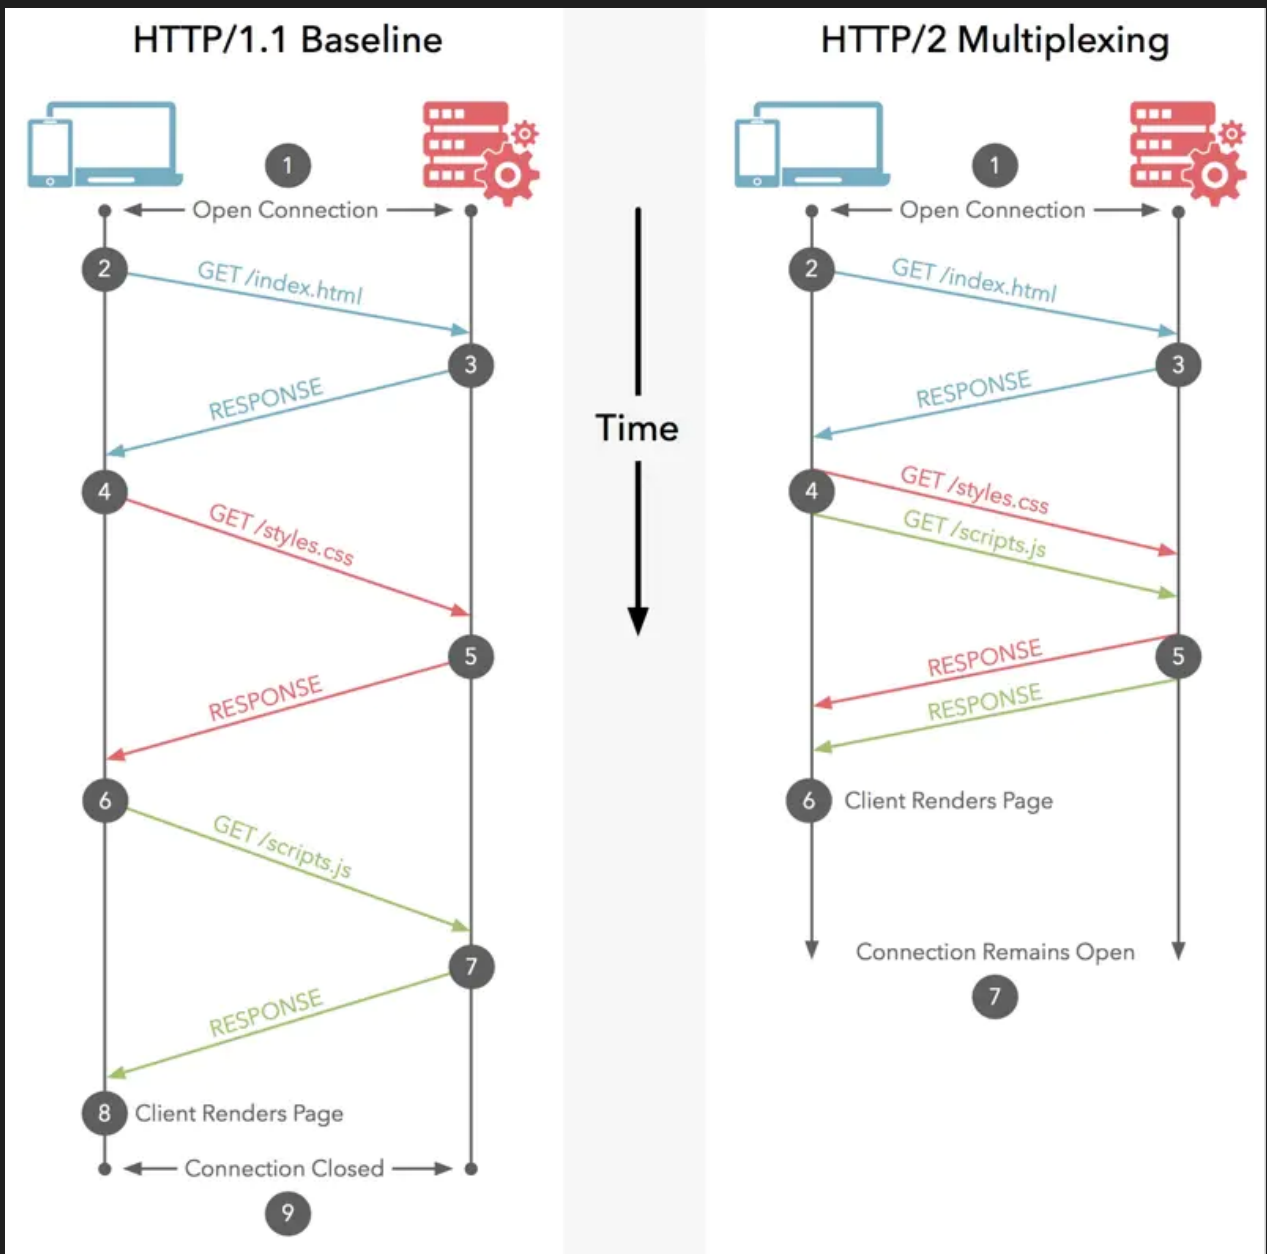 HTTP/1.1 Baseline
1
Open Connection
2
GET /index.html
3
RESPONSE
4
GET /styles.css
5
RESPONSE
6
GET /scripts.js
7
RESPONSE
8 Client Renders Page
Connection Closed
9
Time
HTTP/2 Multiplexing
1
Open Connection
2
GET /index.html
3
RESPONSE
4
GET /styles.css
GET /scripts.js
5
RESPONSE
RESPONSE
6 Client Renders Page
Connection Remains Open
7